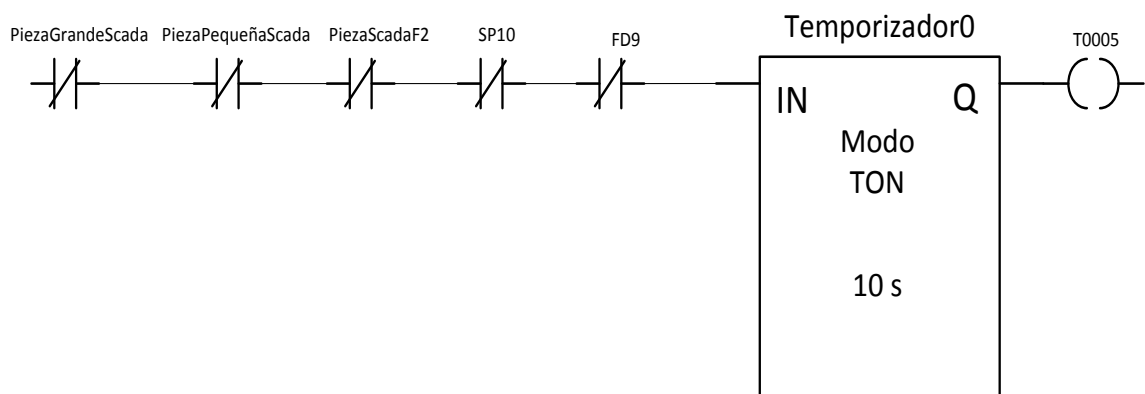 PiezaGrandeScada PiezaPequeñaScada PiezaScadaF2 SP10 FD9 Temporizador0 T0005
IN Q
Modo
TON
10 s